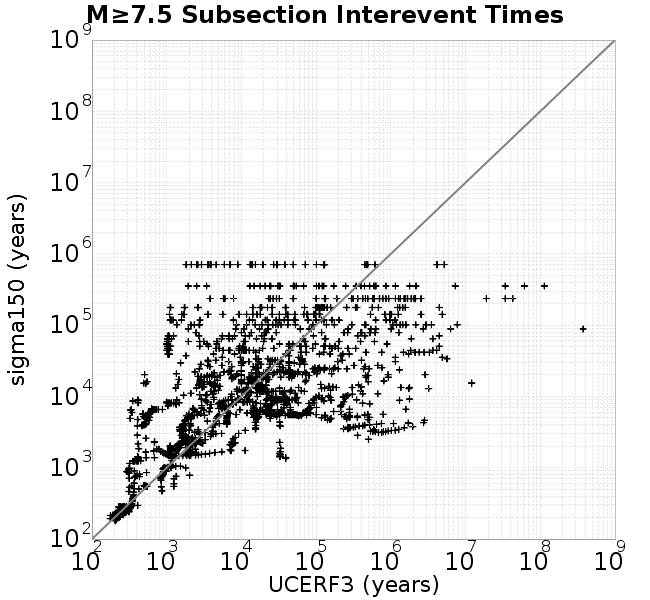 M≥7.5 Subsection Interevent Times
10^9
10^8
10^7
10^6
10^5
10^4
10^3
10^2
sigma150 (years)
10^2 10^3 10^4 10^5 10^6 10^7 10^8 10^9
UCERF3 (years)